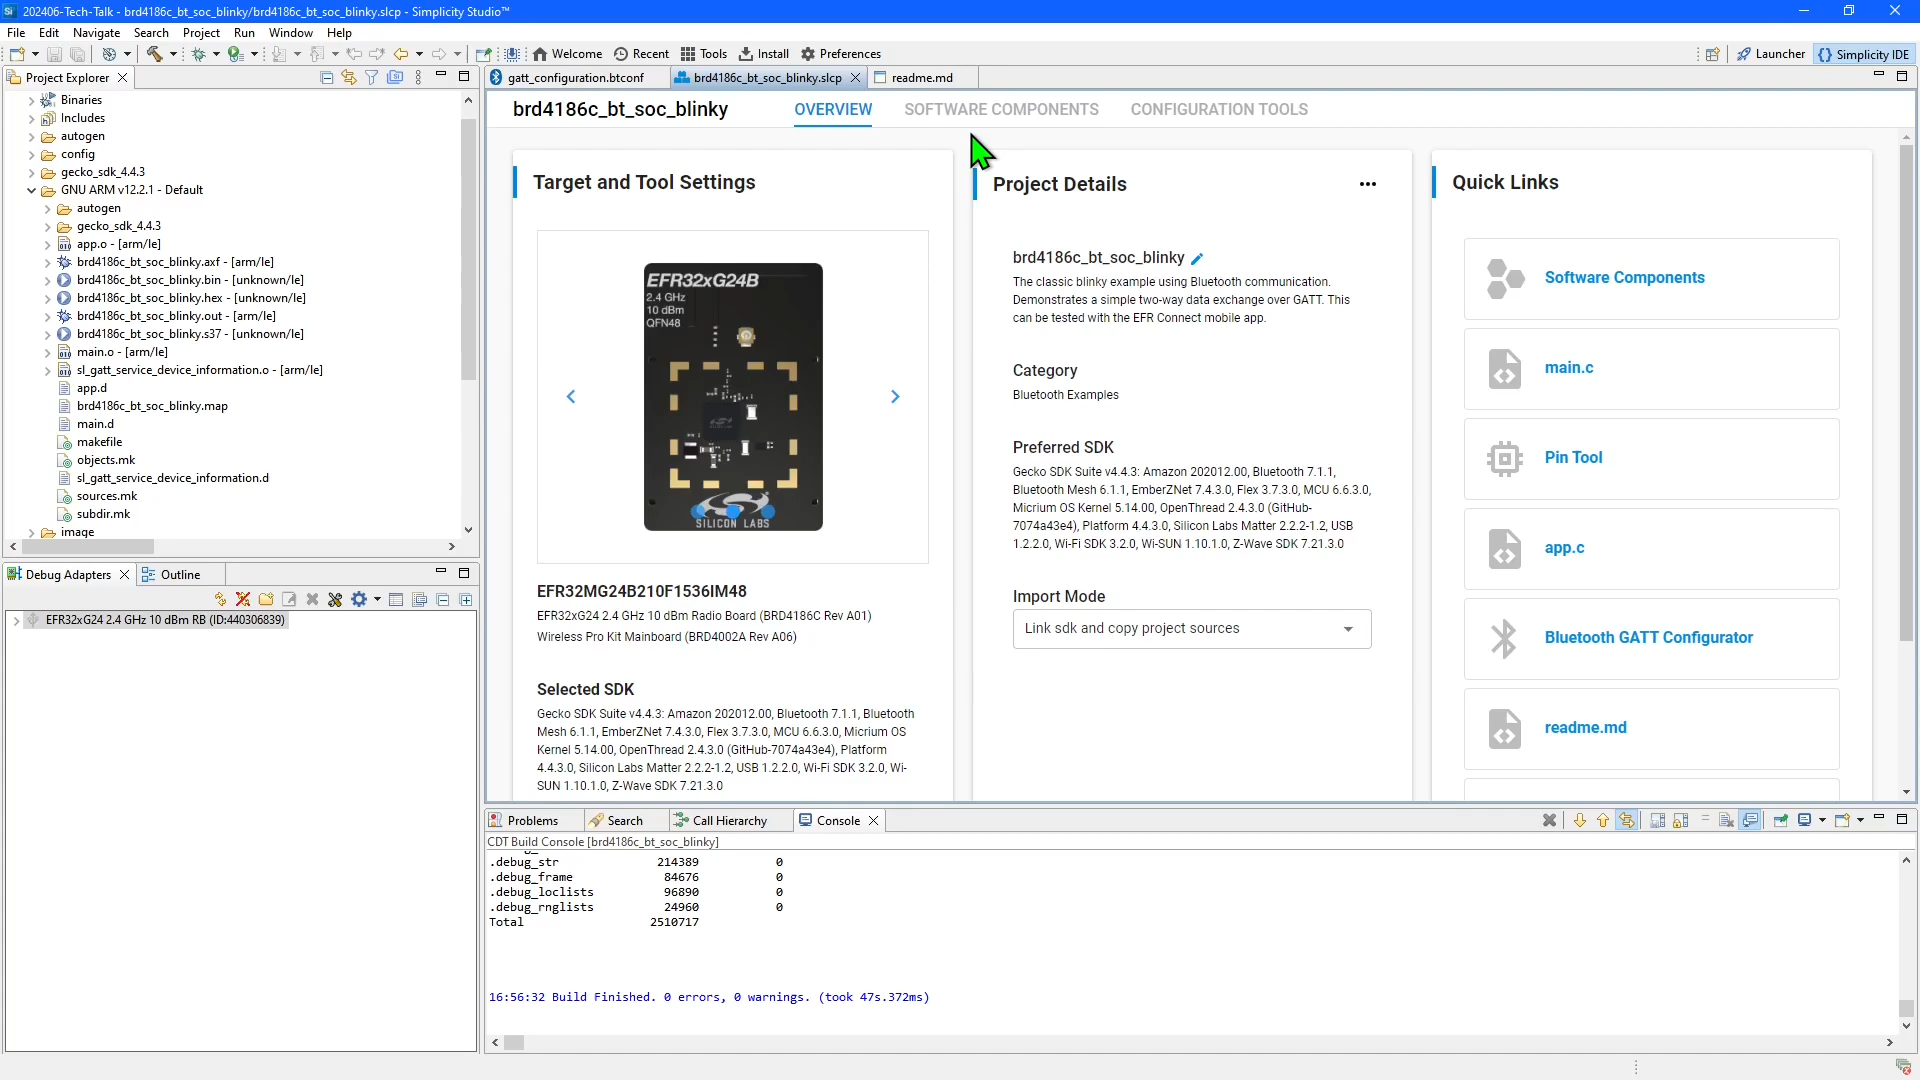 202406-Tech-Talk - brd4186c_bt_soc_blinky/brd4186c_bt_soc_blinky.slcp - Simplicity Studio™
File Edit Navigate Search Project Run Window Help
Welcome Recent Tools Install Preferences Launcher Simplicity IDE
Project Explorer
Binaries
Includes
autogen
config
gecko_sdk_4.4.3
GNU ARM v12.2.1 - Default
autogen
gecko_sdk_4.4.3
app.o - [arm/le]
brd4186c_bt_soc_blinky.axf - [arm/le]
brd4186c_bt_soc_blinky.bin - [unknown/le]
brd4186c_bt_soc_blinky.hex - [unknown/le]
brd4186c_bt_soc_blinky.out - [arm/le]
brd4186c_bt_soc_blinky.s37 - [unknown/le]
main.o - [arm/le]
sl_gatt_service_device_information.o - [arm/le]
app.d
brd4186c_bt_soc_blinky.map
main.d
makefile
objects.mk
sl_gatt_service_device_information.d
sources.mk
subdir.mk
image
Debug Adapters Outline
EFR32xG24 2.4 GHz 10 dBm RB (ID:440306839)
gatt_configuration.btconf brd4186c_bt_soc_blinky.slcp readme.md
brd4186c_bt_soc_blinky OVERVIEW SOFTWARE COMPONENTS CONFIGURATION TOOLS
Target and Tool Settings
EFR32xG24B
2.4 GHz
10 dBm
QFN48
SILICON LABS
EFR32MG24B210F1536IM48
EFR32xG24 2.4 GHz 10 dBm Radio Board (BRD4186C Rev A01)
Wireless Pro Kit Mainboard (BRD4002A Rev A06)
Selected SDK
Gecko SDK Suite v4.4.3: Amazon 202012.00, Bluetooth 7.1.1, Bluetooth
Mesh 6.1.1, EmberZNet 7.4.3.0, Flex 3.7.3.0, MCU 6.6.3.0, Micrium OS
Kernel 5.14.00, OpenThread 2.4.3.0 (GitHub-7074a43e4), Platform
4.4.3.0, Silicon Labs Matter 2.2.2-1.2, USB 1.2.2.0, Wi-Fi SDK 3.2.0, Wi-
SUN 1.10.1.0, Z-Wave SDK 7.21.3.0
Project Details
brd4186c_bt_soc_blinky
The classic blinky example using Bluetooth communication.
Demonstrates a simple two-way data exchange over GATT. This
can be tested with the EFR Connect mobile app.
Category
Bluetooth Examples
Preferred SDK
Gecko SDK Suite v4.4.3: Amazon 202012.00, Bluetooth 7.1.1,
Bluetooth Mesh 6.1.1, EmberZNet 7.4.3.0, Flex 3.7.3.0, MCU 6.6.3.0,
Micrium OS Kernel 5.14.00, OpenThread 2.4.3.0 (GitHub-
7074a43e4), Platform 4.4.3.0, Silicon Labs Matter 2.2.2-1.2, USB
1.2.2.0, Wi-Fi SDK 3.2.0, Wi-SUN 1.10.1.0, Z-Wave SDK 7.21.3.0
Import Mode
Link sdk and copy project sources
Quick Links
Software Components
main.c
Pin Tool
app.c
Bluetooth GATT Configurator
readme.md
Problems Search Call Hierarchy Console
CDT Build Console [brd4186c_bt_soc_blinky]
.debug_str 214389 0
.debug_frame 84676 0
.debug_loclists 96890 0
.debug_rnglists 24960 0
Total 2510717
16:56:32 Build Finished. 0 errors, 0 warnings. (took 47s.372ms)